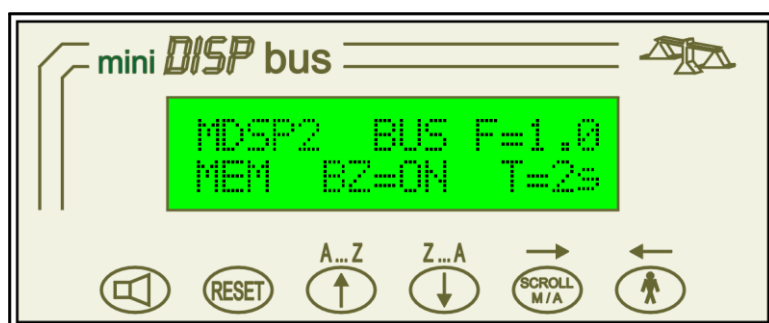 mini DISP bus
MDSP2 BUS F=1.0
MEM BZ=ON T=2s
A...Z Z...A
RESET SCROLL
M/A